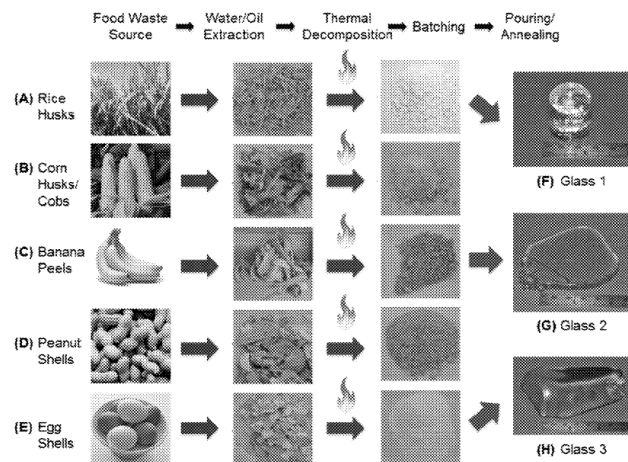 Food Waste
Source
Water/Oil
Extraction
Thermal
Decomposition
Batching
Pouring/
Annealing
(A) Rice
Husks
(B) Corn
Husks/
Cobs
(C) Banana
Peels
(D) Peanut
Shells
(E) Egg
Shells
(F) Glass 1
(G) Glass 2
(H) Glass 3